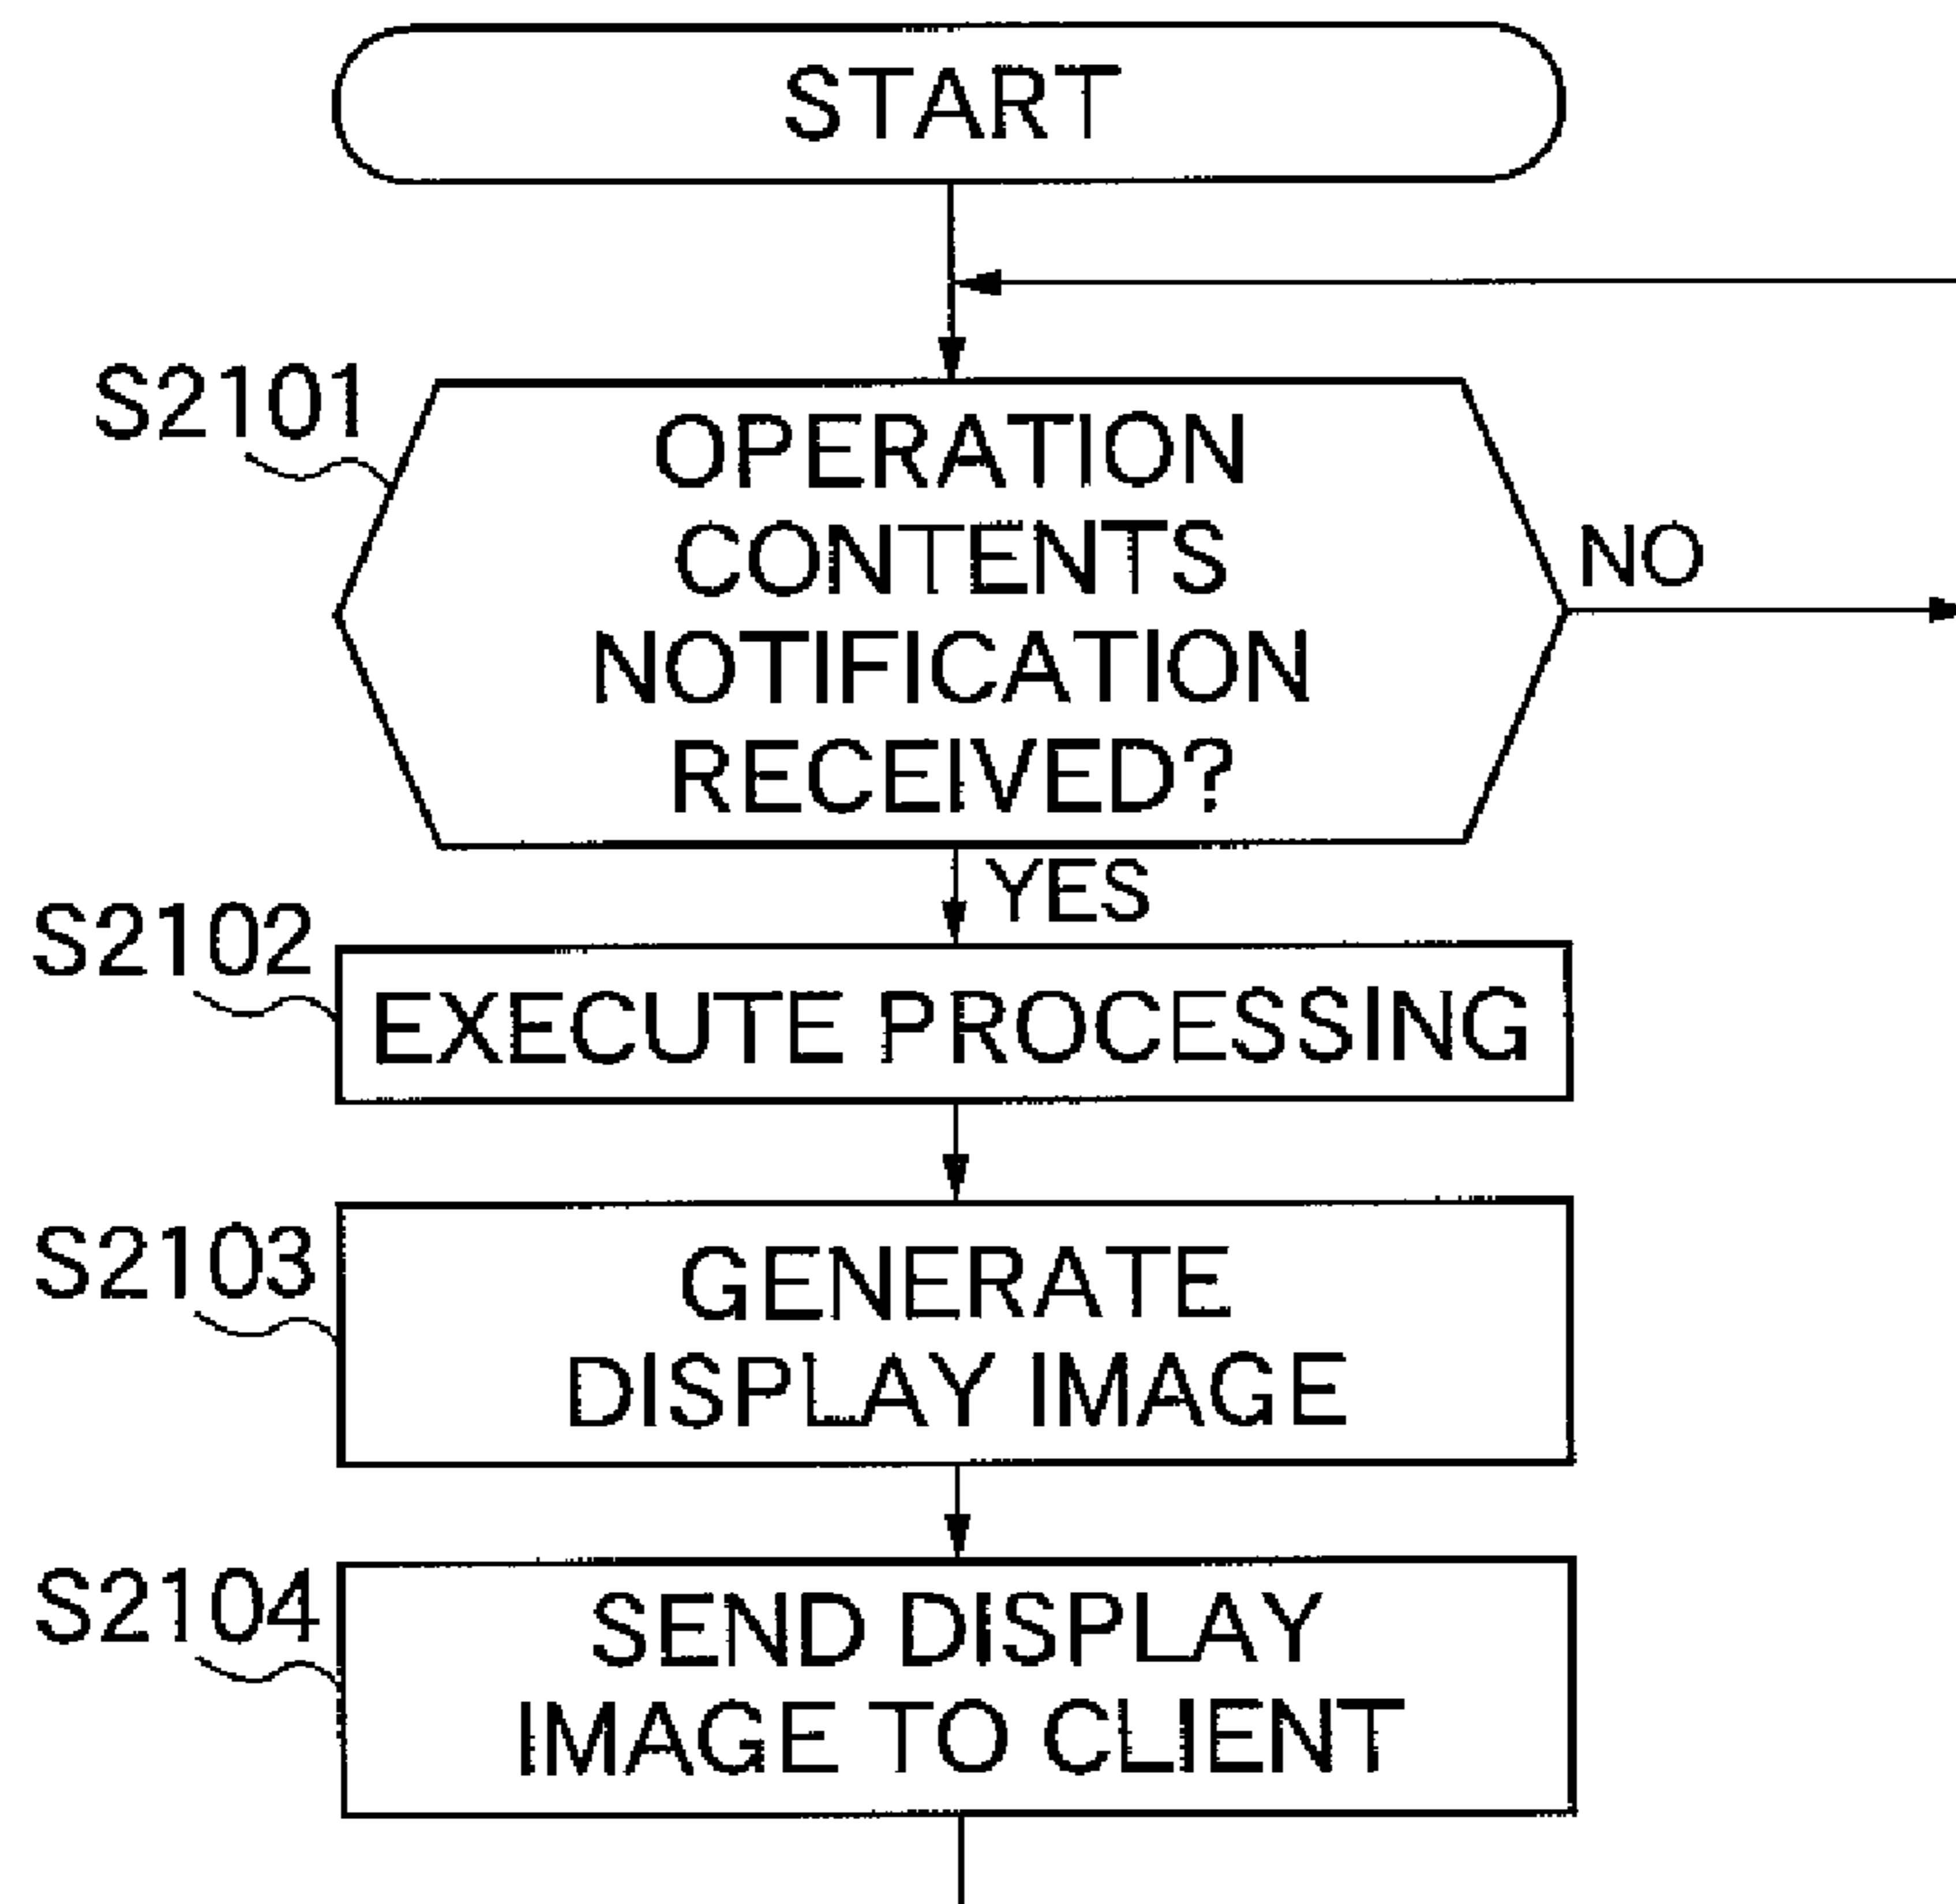 START
S2101
OPERATION
CONTENTS
NOTIFICATION
RECEIVED?
NO
YES
S2102
EXECUTE PROCESSING
S2103
GENERATE
DISPLAY IMAGE
S2104
SEND DISPLAY
IMAGE TO CLIENT